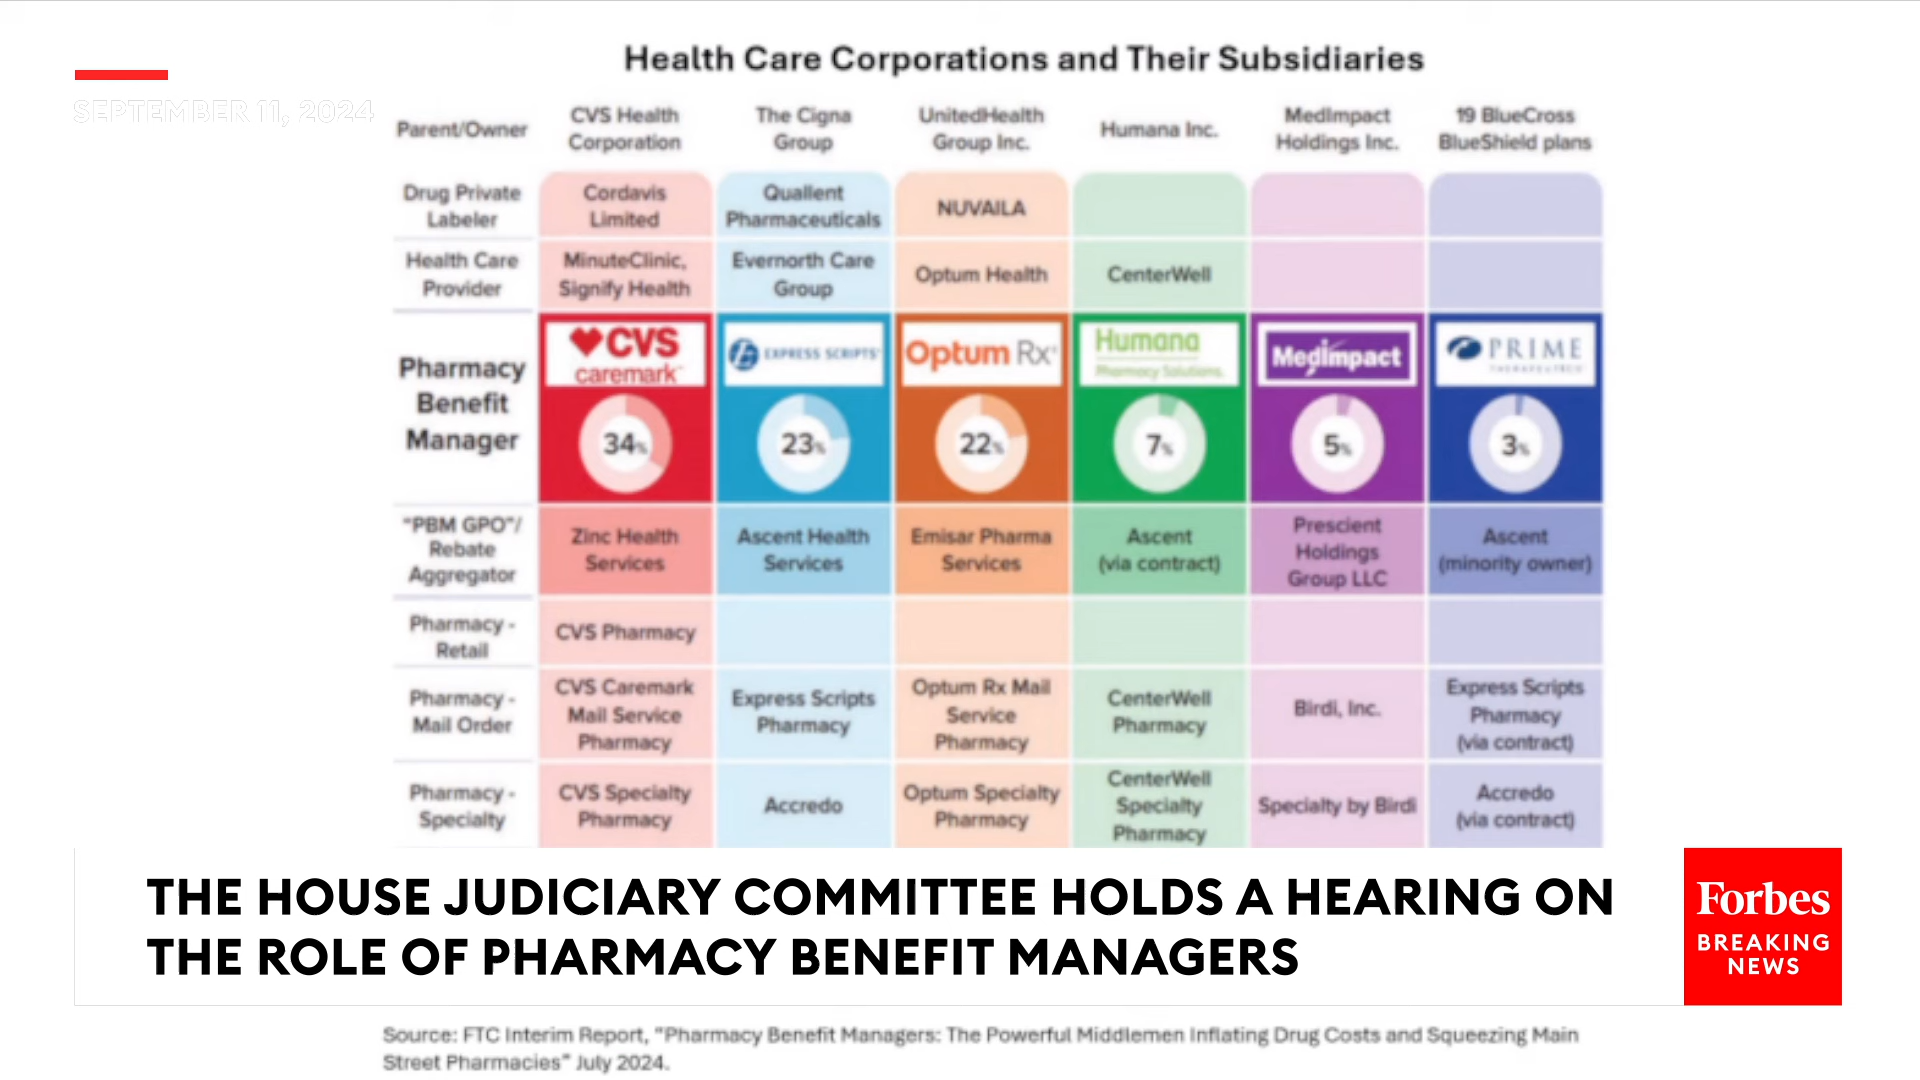 Health Care Corporations and Their Subsidiaries
SEPTEMBER 11, 2024
Parent/Owner
CVS Health
Corporation
The Cigna
Group
UnitedHealth
Group Inc.
Humana Inc.
MedImpact
Holdings Inc.
19 BlueCross
BlueShield plans
Drug Private
Labeler
Cordavis
Limited
Quallent
Pharmaceuticals
NUVAILA
Health Care
Provider
MinuteClinic,
Signify Health
Evernorth Care
Group
Optum Health
CenterWell
Pharmacy
Benefit
Manager
CVS
caremark
34%
EXPRESS SCRIPTS
23%
Optum Rx
22%
Humana
Pharmacy Solutions.
7%
MedImpact
5%
PRIME
THERAPEUTICS
3%
"PBM GPO"/
Rebate
Aggregator
Zinc Health
Services
Ascent Health
Services
Emisar Pharma
Services
Ascent
(via contract)
Prescient
Holdings
Group LLC
Ascent
(minority owner)
Pharmacy -
Retail
CVS Pharmacy
Pharmacy -
Mail Order
CVS Caremark
Mail Service
Pharmacy
Express Scripts
Pharmacy
Optum Rx Mail
Service
Pharmacy
CenterWell
Pharmacy
Birdi, Inc.
Express Scripts
Pharmacy
(via contract)
Pharmacy -
Specialty
CVS Specialty
Pharmacy
Accredo
Optum Specialty
Pharmacy
CenterWell
Specialty
Pharmacy
Specialty by Birdi
Accredo
(via contract)
THE HOUSE JUDICIARY COMMITTEE HOLDS A HEARING ON
THE ROLE OF PHARMACY BENEFIT MANAGERS
Forbes
BREAKING
NEWS
Source: FTC Interim Report, "Pharmacy Benefit Managers: The Powerful Middlemen Inflating Drug Costs and Squeezing Main
Street Pharmacies" July 2024.